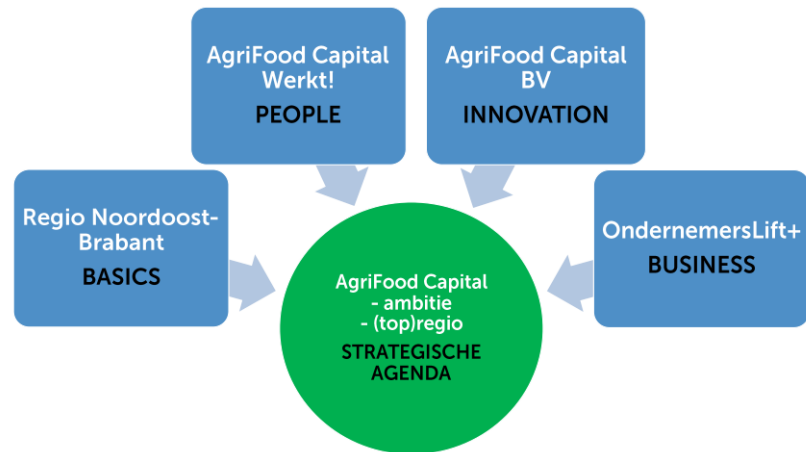 AgriFood Capital
Werkt!
PEOPLE
AgriFood Capital
BV
INNOVATION
Regio Noordoost-
Brabant
BASICS
OndernemersLift+
BUSINESS
AgriFood Capital
- ambitie
- (top)regio
STRATEGISCHE
AGENDA